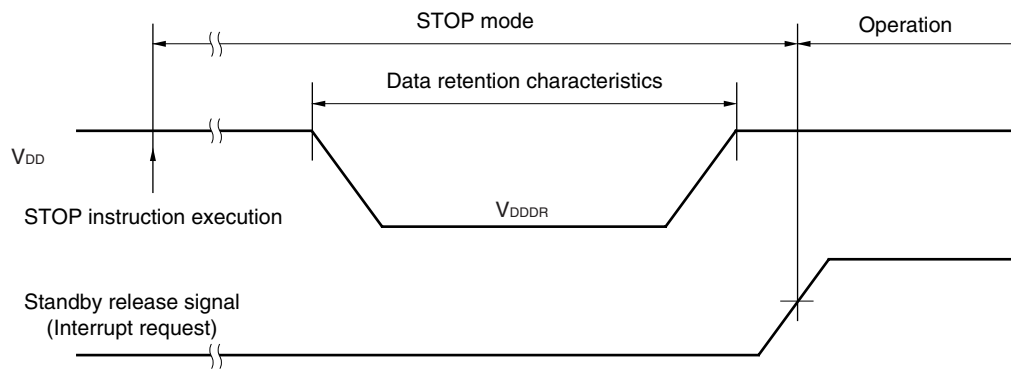 STOP mode
Operation
Data retention characteristics
VDD
STOP instruction execution
VDDDR
Standby release signal
(Interrupt request)